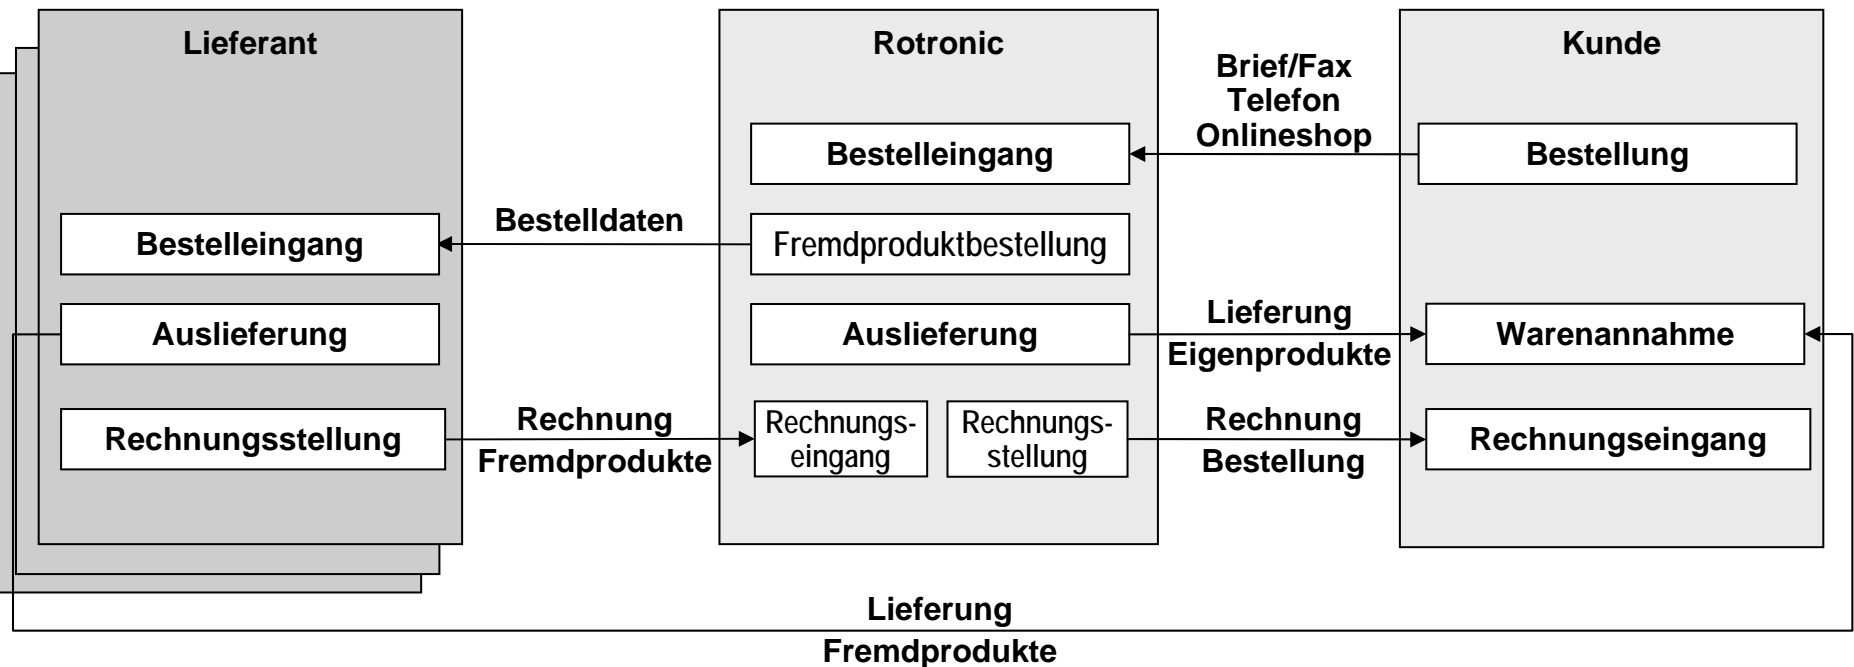 Lieferant
Rotronic
Kunde
Brief/Fax
Telefon
Onlineshop
Bestelleingang
Bestellung
Bestelleingang
Bestelldaten
Fremdproduktbestellung
Auslieferung
Auslieferung
Lieferung
Eigenprodukte
Warenannahme
Rechnungsstellung
Rechnung
Fremdprodukte
Rechnungs-
eingang
Rechnungs-
stellung
Rechnung
Bestellung
Rechnungseingang
Lieferung
Fremdprodukte